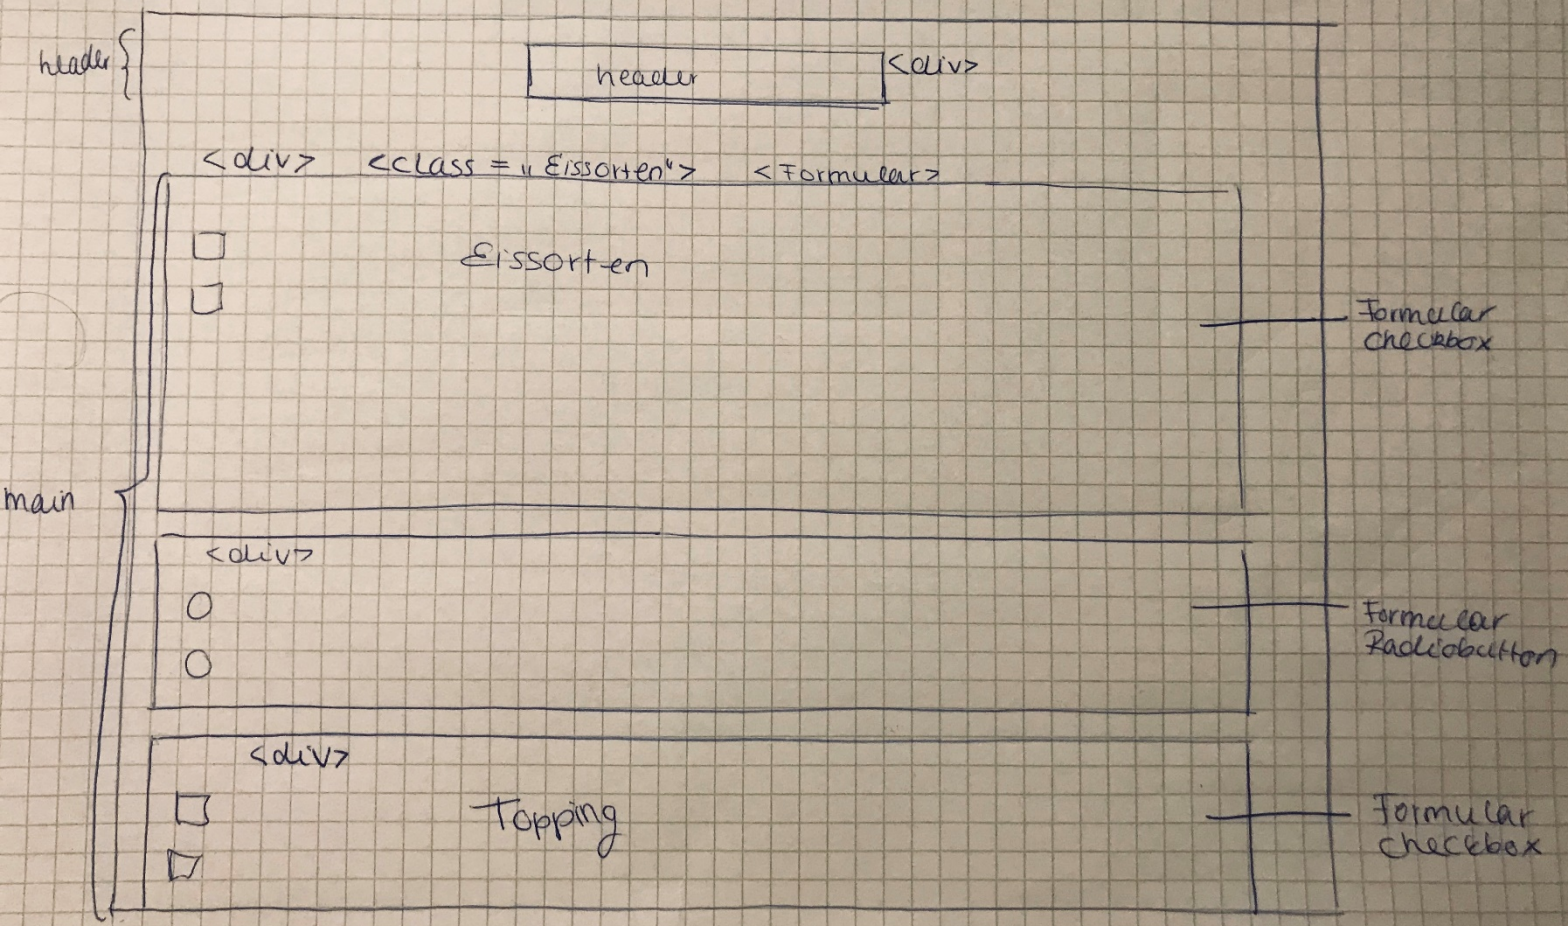 header
header
<div>
<div> <class = „Eissorten“> <Formular>
Eissorten
Formular
checkbox
main
<div>
Formular
Radiobutton
<div>
Topping
Formular
checkbox